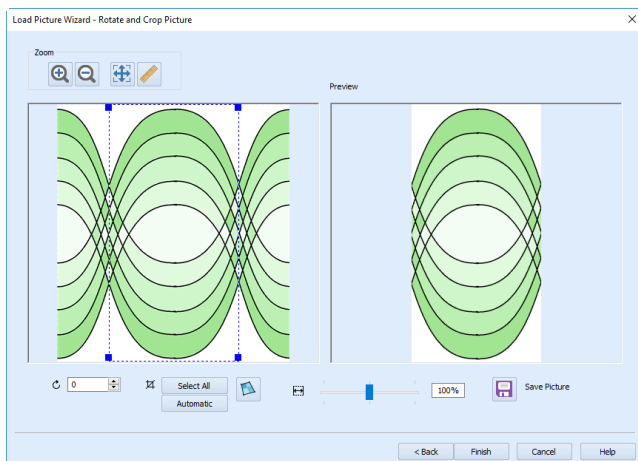 Load Picture Wizard - Rotate and Crop Picture
Zoom
Preview
0
Select All
Automatic
100%
Save Picture
< Back
Finish
Cancel
Help